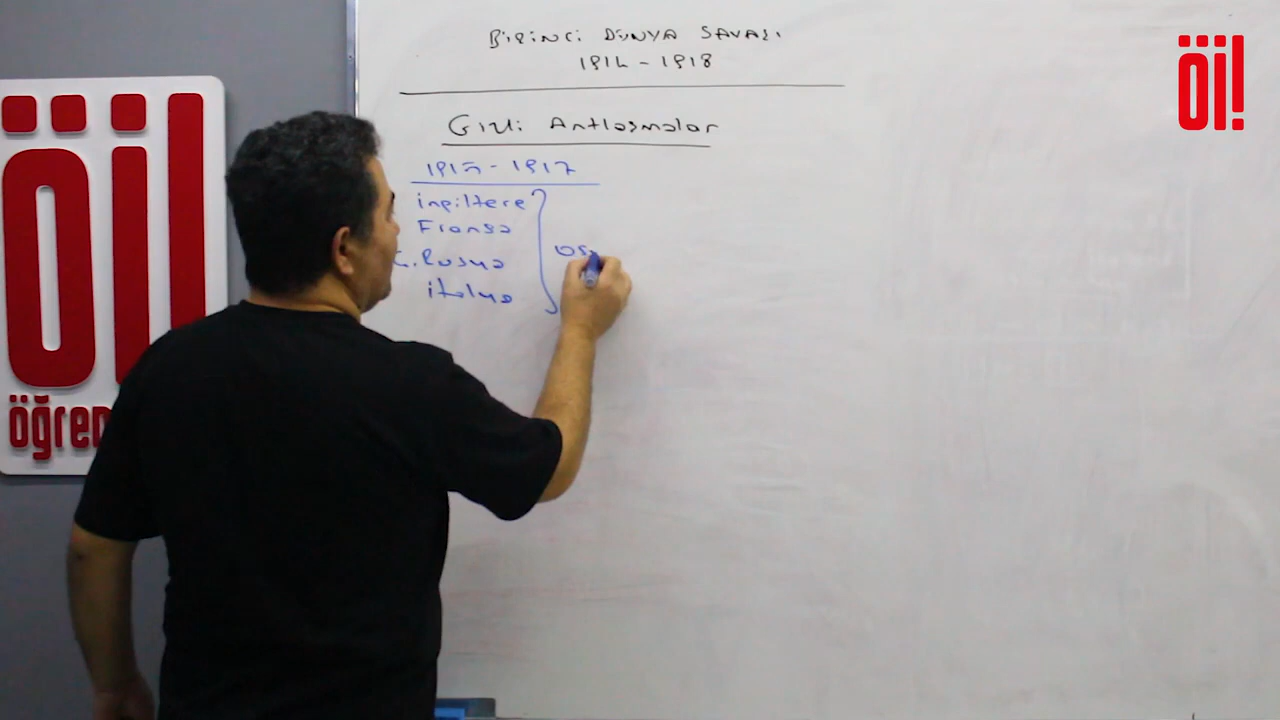 BİRİNCİ DÜNYA SAVAŞI
1914 - 1918
Gizli Antlaşmalar
1915 - 1917
İngiltere
Fransa
Ç. Rusya
İtalya
Os
öi!
öi
öğren